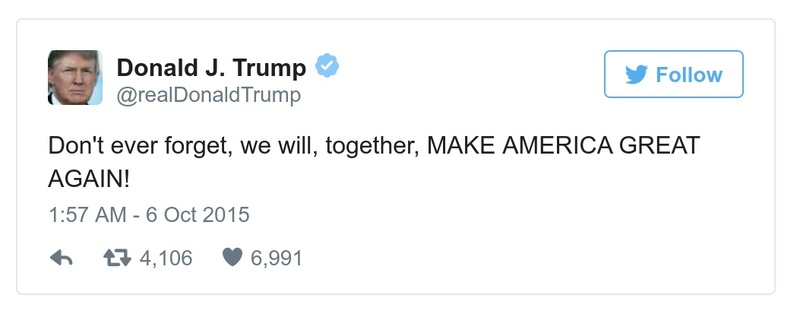 Donald J. Trump
@realDonaldTrump
Follow
Don't ever forget, we will, together, MAKE AMERICA GREAT
AGAIN!
1:57 AM - 6 Oct 2015
4,106 6,991